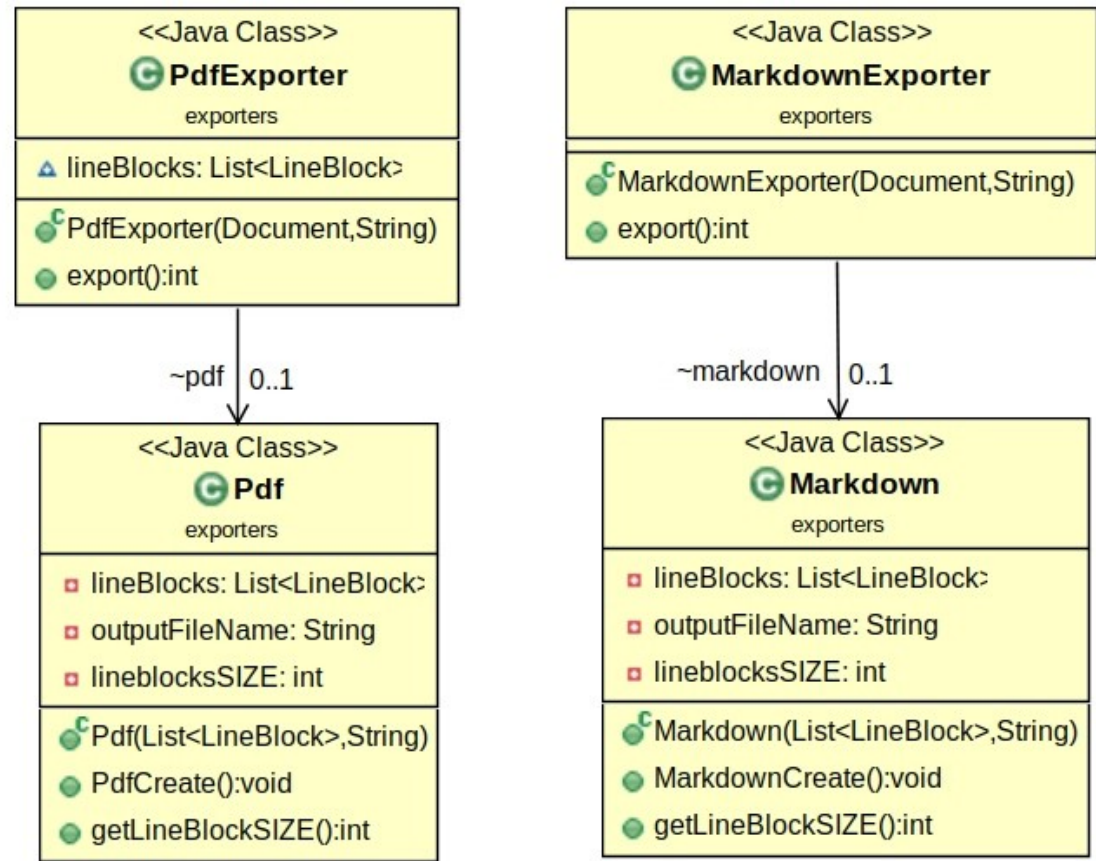 <<Java Class>>
PdfExporter
exporters
lineBlocks: List<LineBlock>
PdfExporter(Document,String)
export():int
~pdf
0..1
<<Java Class>>
Pdf
exporters
lineBlocks: List<LineBlock>
outputFileName: String
lineblocksSIZE: int
Pdf(List<LineBlock>,String)
PdfCreate():void
getLineBlockSIZE():int
<<Java Class>>
MarkdownExporter
exporters
MarkdownExporter(Document,String)
export():int
~markdown
0..1
<<Java Class>>
Markdown
exporters
lineBlocks: List<LineBlock>
outputFileName: String
lineblocksSIZE: int
Markdown(List<LineBlock>,String)
MarkdownCreate():void
getLineBlockSIZE():int